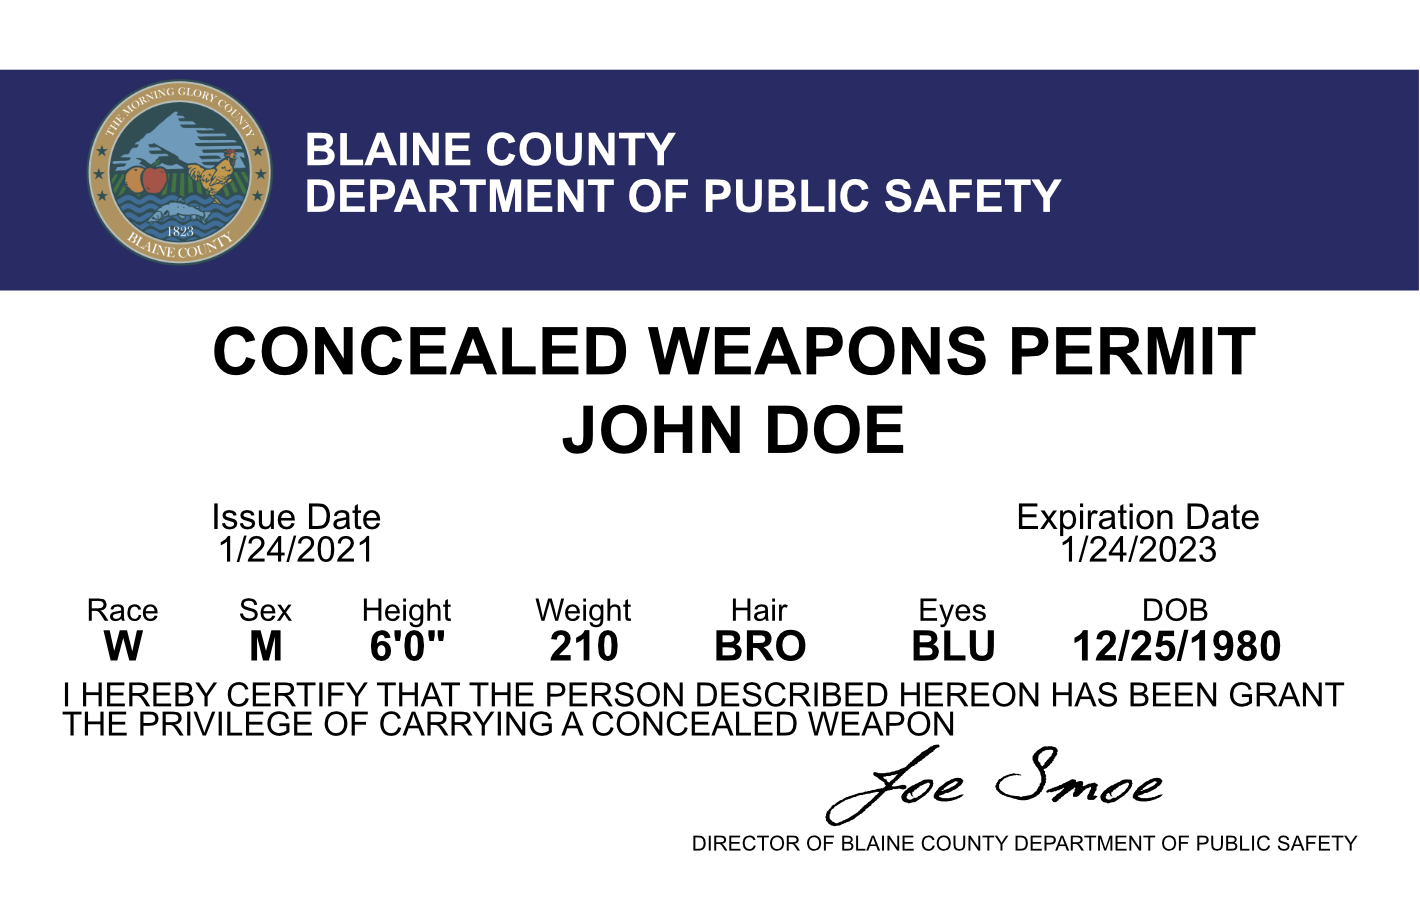 THE MORNING GLORY COUNTY
1823
BLAINE COUNTY
BLAINE COUNTY
DEPARTMENT OF PUBLIC SAFETY
CONCEALED WEAPONS PERMIT
JOHN DOE
Issue Date Expiration Date
1/24/2021 1/24/2023
Race Sex Height Weight Hair Eyes DOB
W M 6'0" 210 BRO BLU 12/25/1980
I HEREBY CERTIFY THAT THE PERSON DESCRIBED HEREON HAS BEEN GRANT
THE PRIVILEGE OF CARRYING A CONCEALED WEAPON
Joe Smoe
DIRECTOR OF BLAINE COUNTY DEPARTMENT OF PUBLIC SAFETY